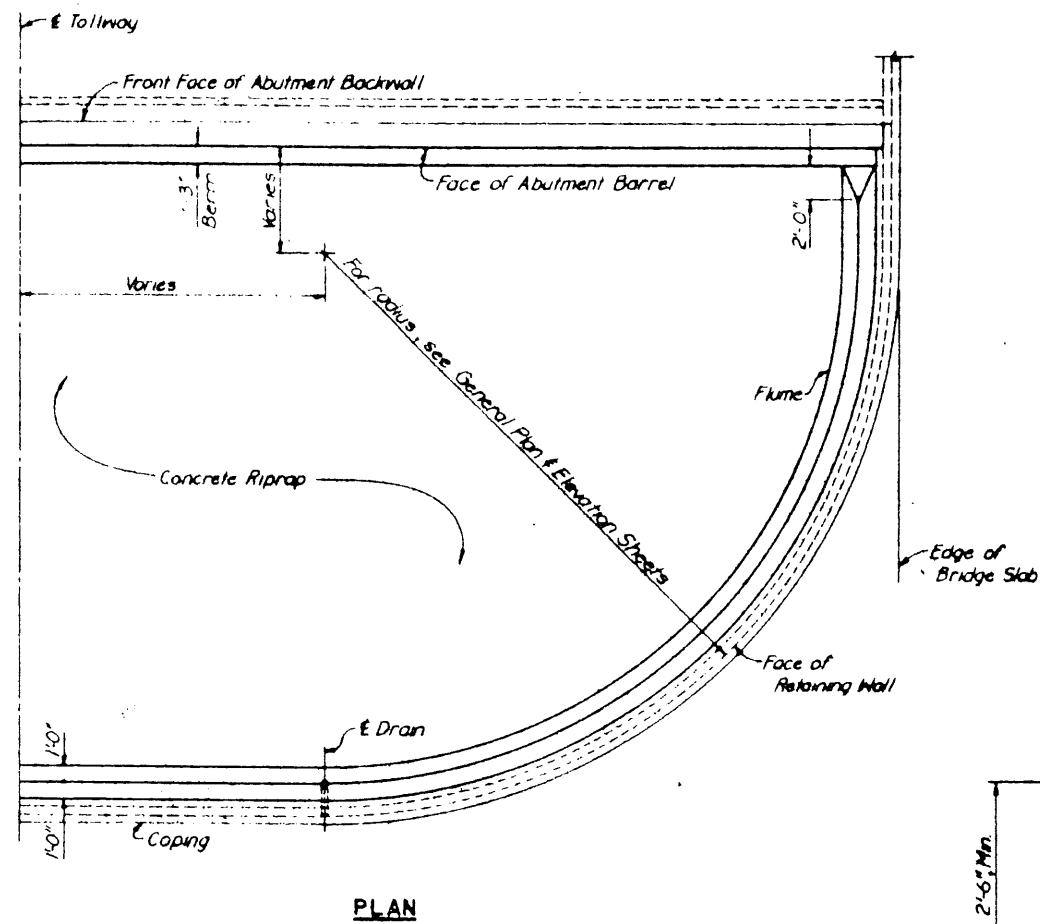 ℄ Tollway
Front Face of Abutment Backwall
Face of Abutment Barrel
3"
Berm
Varies
2'-0"
Varies
For radius, see General Plan & Elevation Sheets
Flume
Concrete Riprap
Edge of
Bridge Slab
Face of
Retaining Wall
℄ Drain
1'-0"
1'-0"
℄ Coping
2'-6" Min.
PLAN